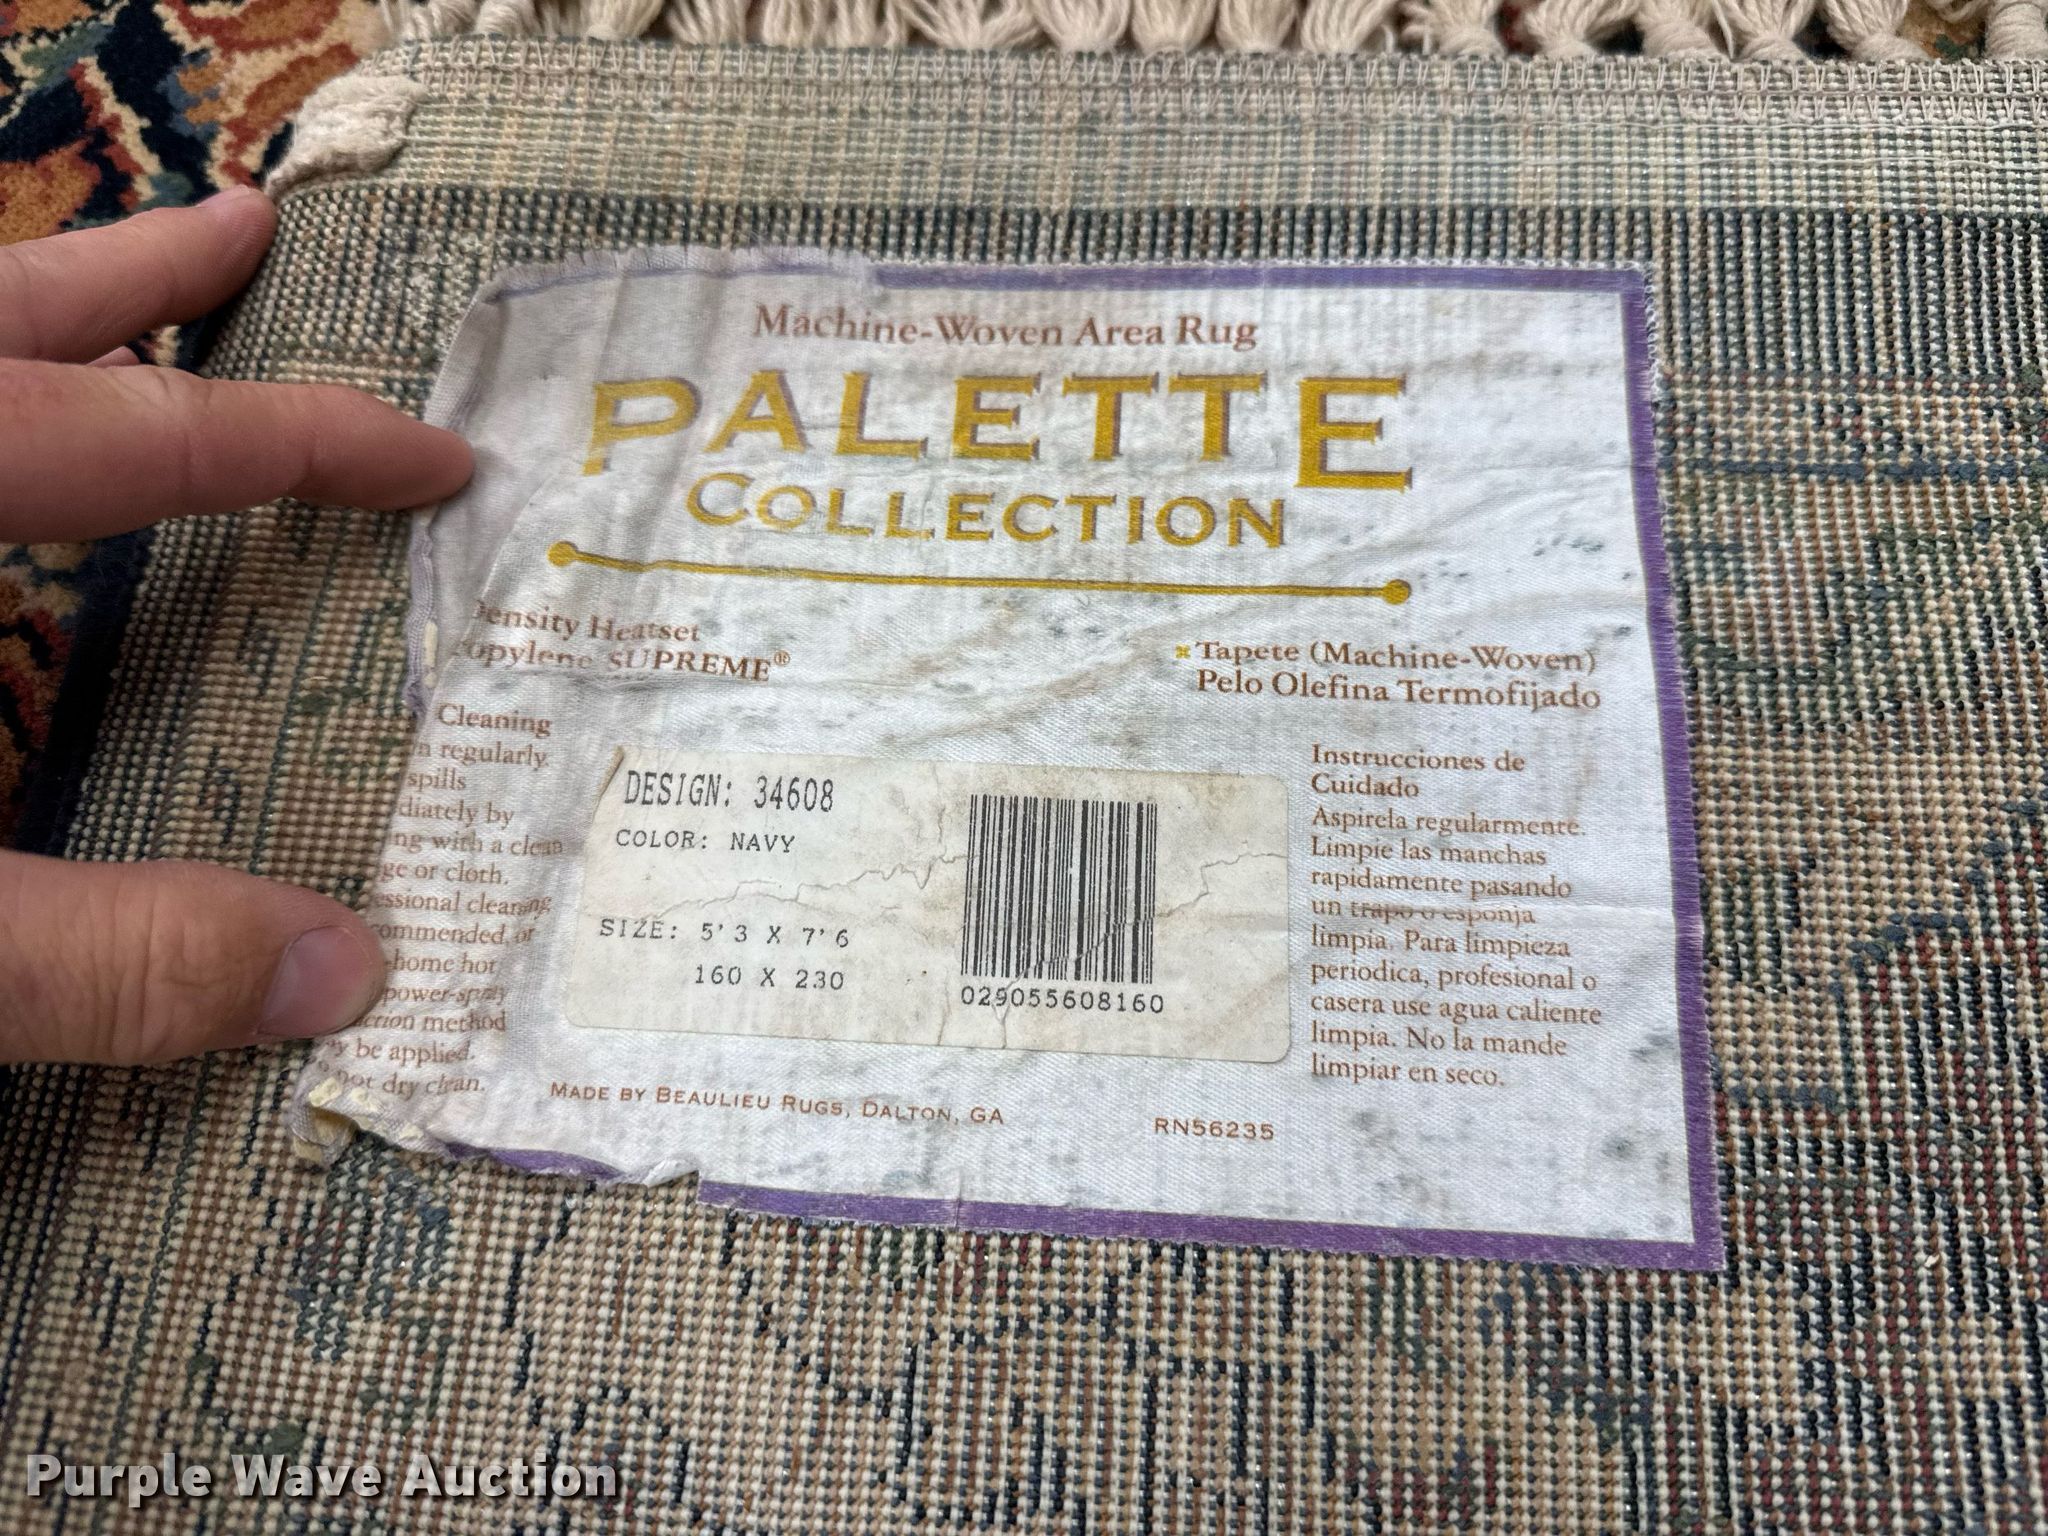 Machine-Woven Area Rug
PALETTE
COLLECTION
Density Heatset
SUPREME®
Tapete (Machine-Woven)
Pelo Olefina Termofijado
Cleaning
regularly.
spills
by
with a clean
or cloth.
cleaning
or
home hot
power-spray
method
be applied.
not dry clean.
DESIGN: 34608
COLOR: NAVY
SIZE: 5'3 X 7'6
160 X 230
029055608160
Instrucciones de
Cuidado
Aspirela regularmente.
Limpie las manchas
rapidamente pasando
un trapo o esponja
limpia. Para limpieza
periodica, profesional o
casera use agua caliente
limpia. No la mande
limpiar en seco.
MADE BY BEAULIEU RUGS, DALTON, GA
RN56235
Purple Wave Auction